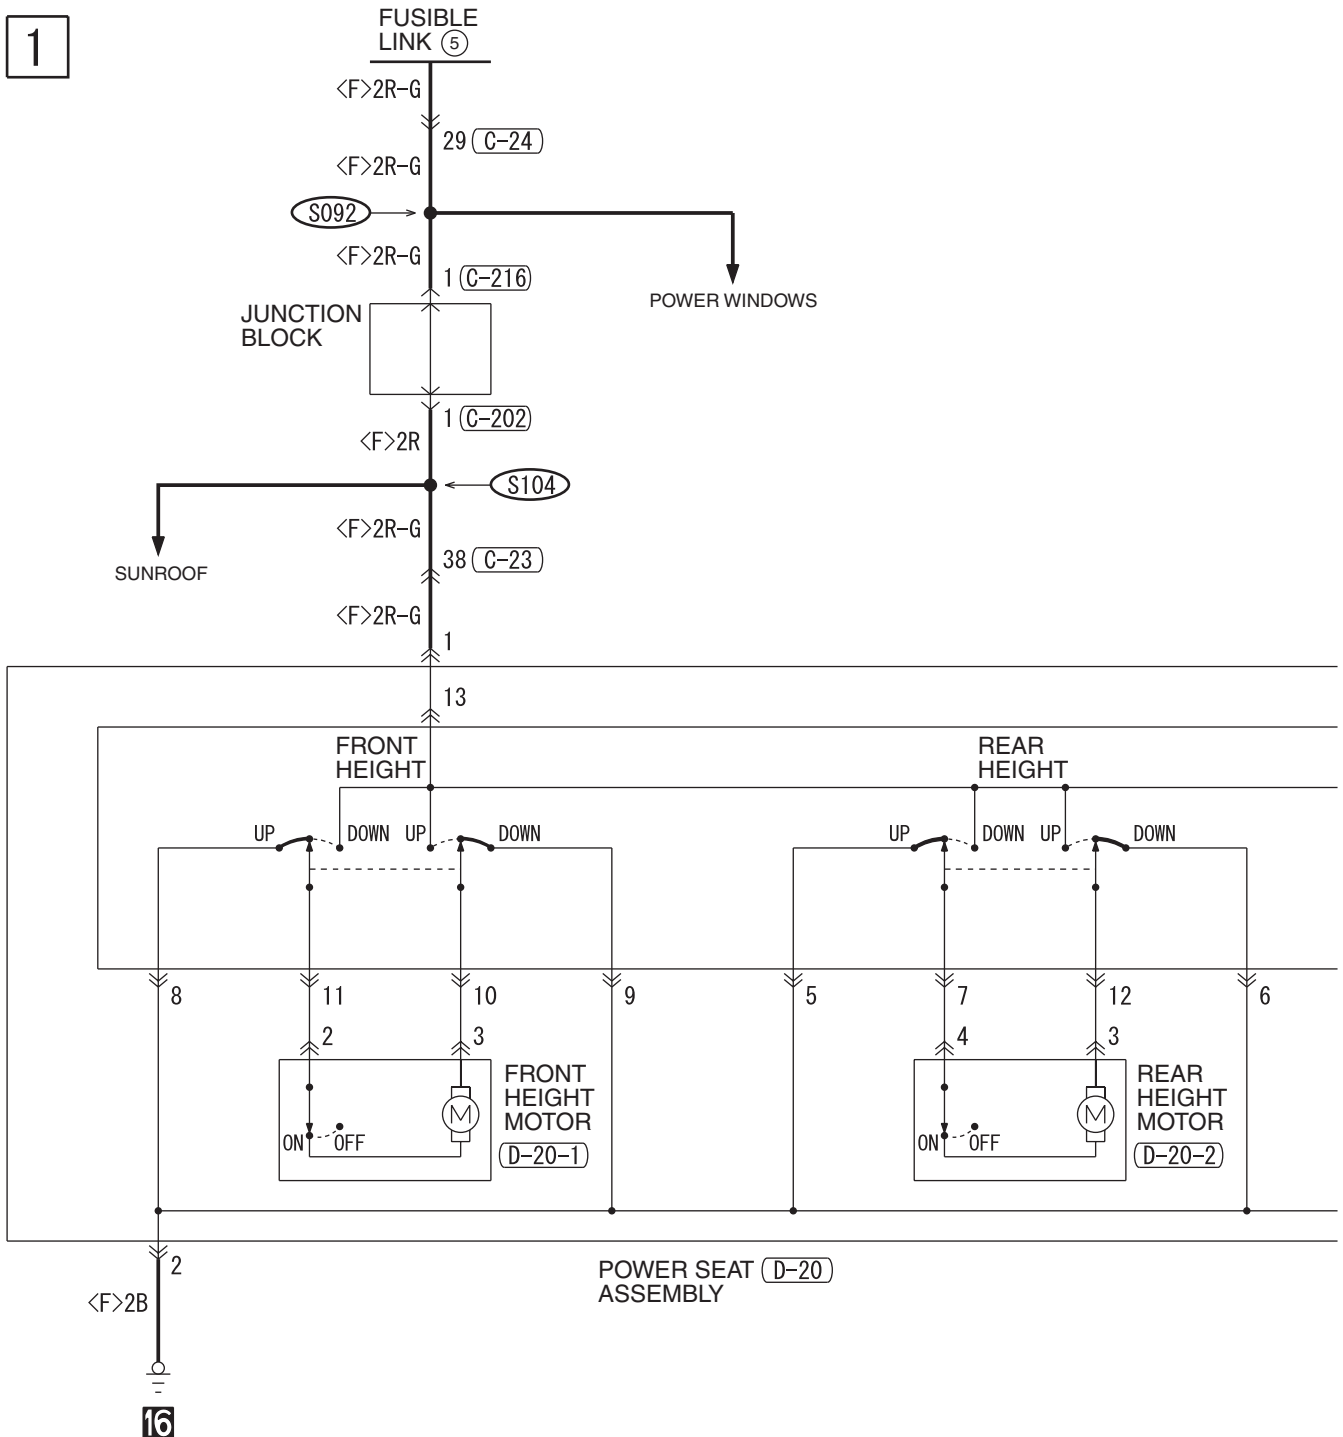 1
FUSIBLE
LINK 5
<F>2R-G
29 C-24
<F>2R-G
S092
<F>2R-G
1 C-216
POWER WINDOWS
JUNCTION
BLOCK
1 C-202
<F>2R
S104
<F>2R-G
38 C-23
SUNROOF
<F>2R-G
1
13
FRONT
HEIGHT
REAR
HEIGHT
UP DOWN UP DOWN UP DOWN UP DOWN
8 11 10 9 5 7 12 6
2 3 4 3
FRONT
HEIGHT
MOTOR
D-20-1
M
ON OFF
REAR
HEIGHT
MOTOR
D-20-2
M
ON OFF
2
POWER SEAT D-20
ASSEMBLY
<F>2B
16